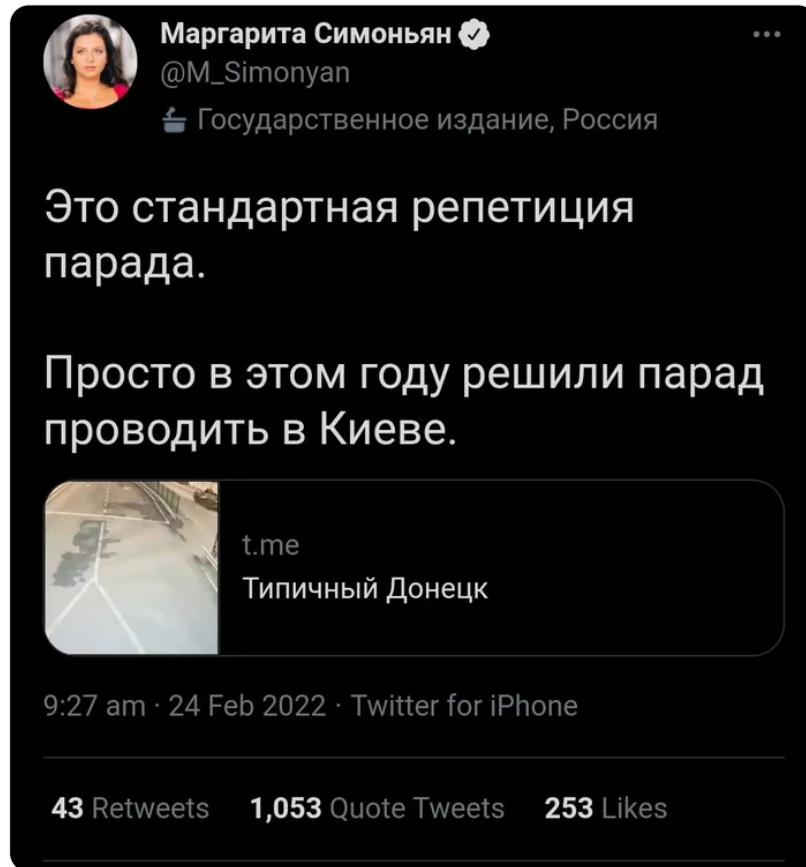 Маргарита Симоньян
@M_Simonyan
Государственное издание, Россия
Это стандартная репетиция
парада.
Просто в этом году решили парад
проводить в Киеве.
t.me
Типичный Донецк
9:27 am · 24 Feb 2022 · Twitter for iPhone
43 Retweets 1,053 Quote Tweets 253 Likes